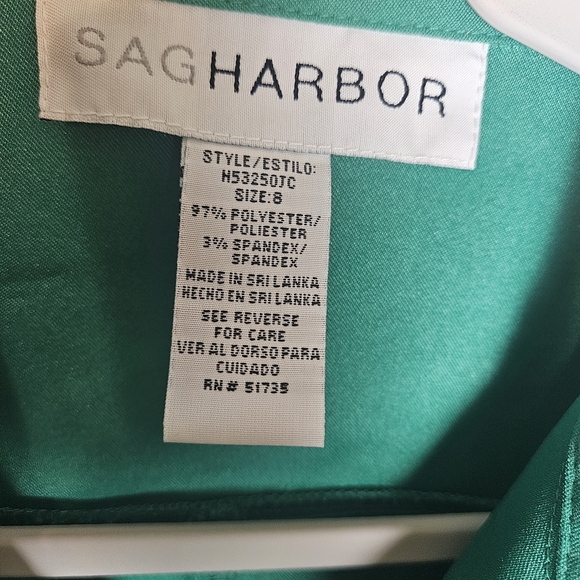 SAGHARBOR
STYLE/ESTILO:
H53250JC
SIZE:8
97% POLYESTER/
POLIESTER
3% SPANDEX/
SPANDEX
MADE IN SRI LANKA
HECHO EN SRI LANKA
SEE REVERSE
FOR CARE
VER AL DORSO PARA
CUIDADO
RN# 51735